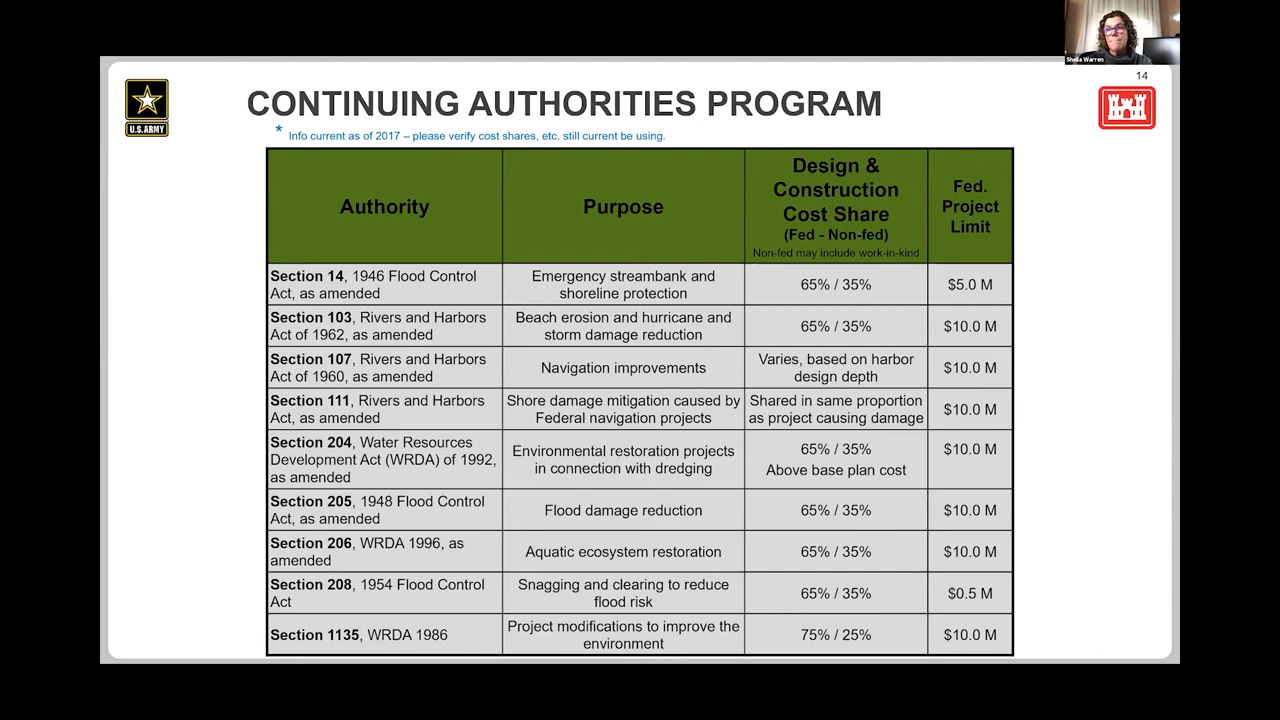 Sheila Warren
14
U.S.ARMY
CONTINUING AUTHORITIES PROGRAM
* Info current as of 2017 – please verify cost shares, etc. still current be using.
Authority
Purpose
Design &
Construction
Cost Share
(Fed - Non-fed)
Non-fed may include work-in-kind
Fed.
Project
Limit
Section 14, 1946 Flood Control
Act, as amended
Emergency streambank and
shoreline protection
65% / 35%
$5.0 M
Section 103, Rivers and Harbors
Act of 1962, as amended
Beach erosion and hurricane and
storm damage reduction
65% / 35%
$10.0 M
Section 107, Rivers and Harbors
Act of 1960, as amended
Navigation improvements
Varies, based on harbor
design depth
$10.0 M
Section 111, Rivers and Harbors
Act, as amended
Shore damage mitigation caused by
Federal navigation projects
Shared in same proportion
as project causing damage
$10.0 M
Section 204, Water Resources
Development Act (WRDA) of 1992,
as amended
Environmental restoration projects
in connection with dredging
65% / 35%
Above base plan cost
$10.0 M
Section 205, 1948 Flood Control
Act, as amended
Flood damage reduction
65% / 35%
$10.0 M
Section 206, WRDA 1996, as
amended
Aquatic ecosystem restoration
65% / 35%
$10.0 M
Section 208, 1954 Flood Control
Act
Snagging and clearing to reduce
flood risk
65% / 35%
$0.5 M
Section 1135, WRDA 1986
Project modifications to improve the
environment
75% / 25%
$10.0 M